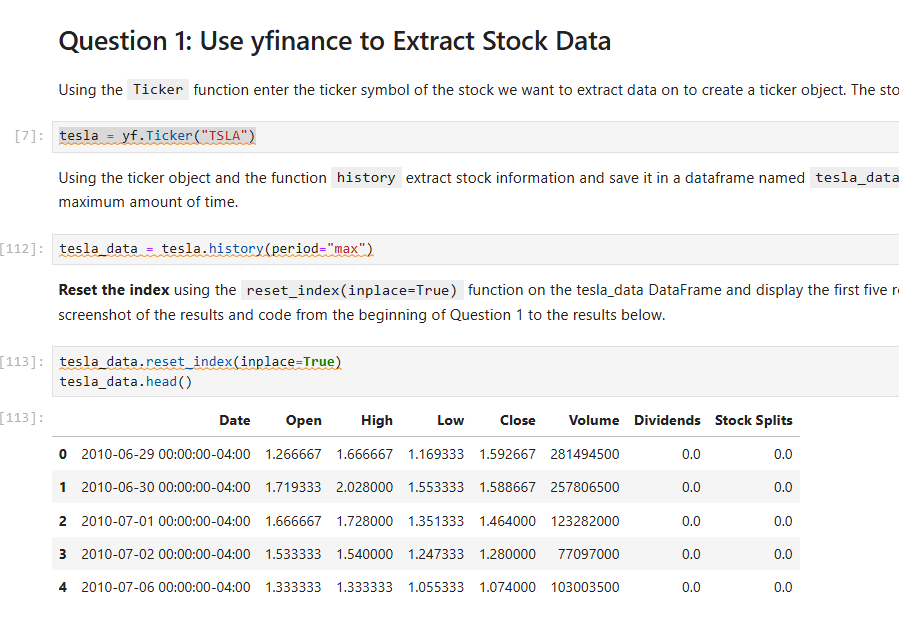 Question 1: Use yfinance to Extract Stock Data
Using the Ticker function enter the ticker symbol of the stock we want to extract data on to create a ticker object. The sto
[7]: tesla = yf.Ticker("TSLA")
Using the ticker object and the function history extract stock information and save it in a dataframe named tesla_data
maximum amount of time.
[112]: tesla_data = tesla.history(period="max")
Reset the index using the reset_index(inplace=True) function on the tesla_data DataFrame and display the first five r
screenshot of the results and code from the beginning of Question 1 to the results below.
[113]: tesla_data.reset_index(inplace=True)
tesla_data.head()
[113]: Date Open High Low Close Volume Dividends Stock Splits
0 2010-06-29 00:00:00-04:00 1.266667 1.666667 1.169333 1.592667 281494500 0.0 0.0
1 2010-06-30 00:00:00-04:00 1.719333 2.028000 1.553333 1.588667 257806500 0.0 0.0
2 2010-07-01 00:00:00-04:00 1.666667 1.728000 1.351333 1.464000 123282000 0.0 0.0
3 2010-07-02 00:00:00-04:00 1.533333 1.540000 1.247333 1.280000 77097000 0.0 0.0
4 2010-07-06 00:00:00-04:00 1.333333 1.333333 1.055333 1.074000 103003500 0.0 0.0